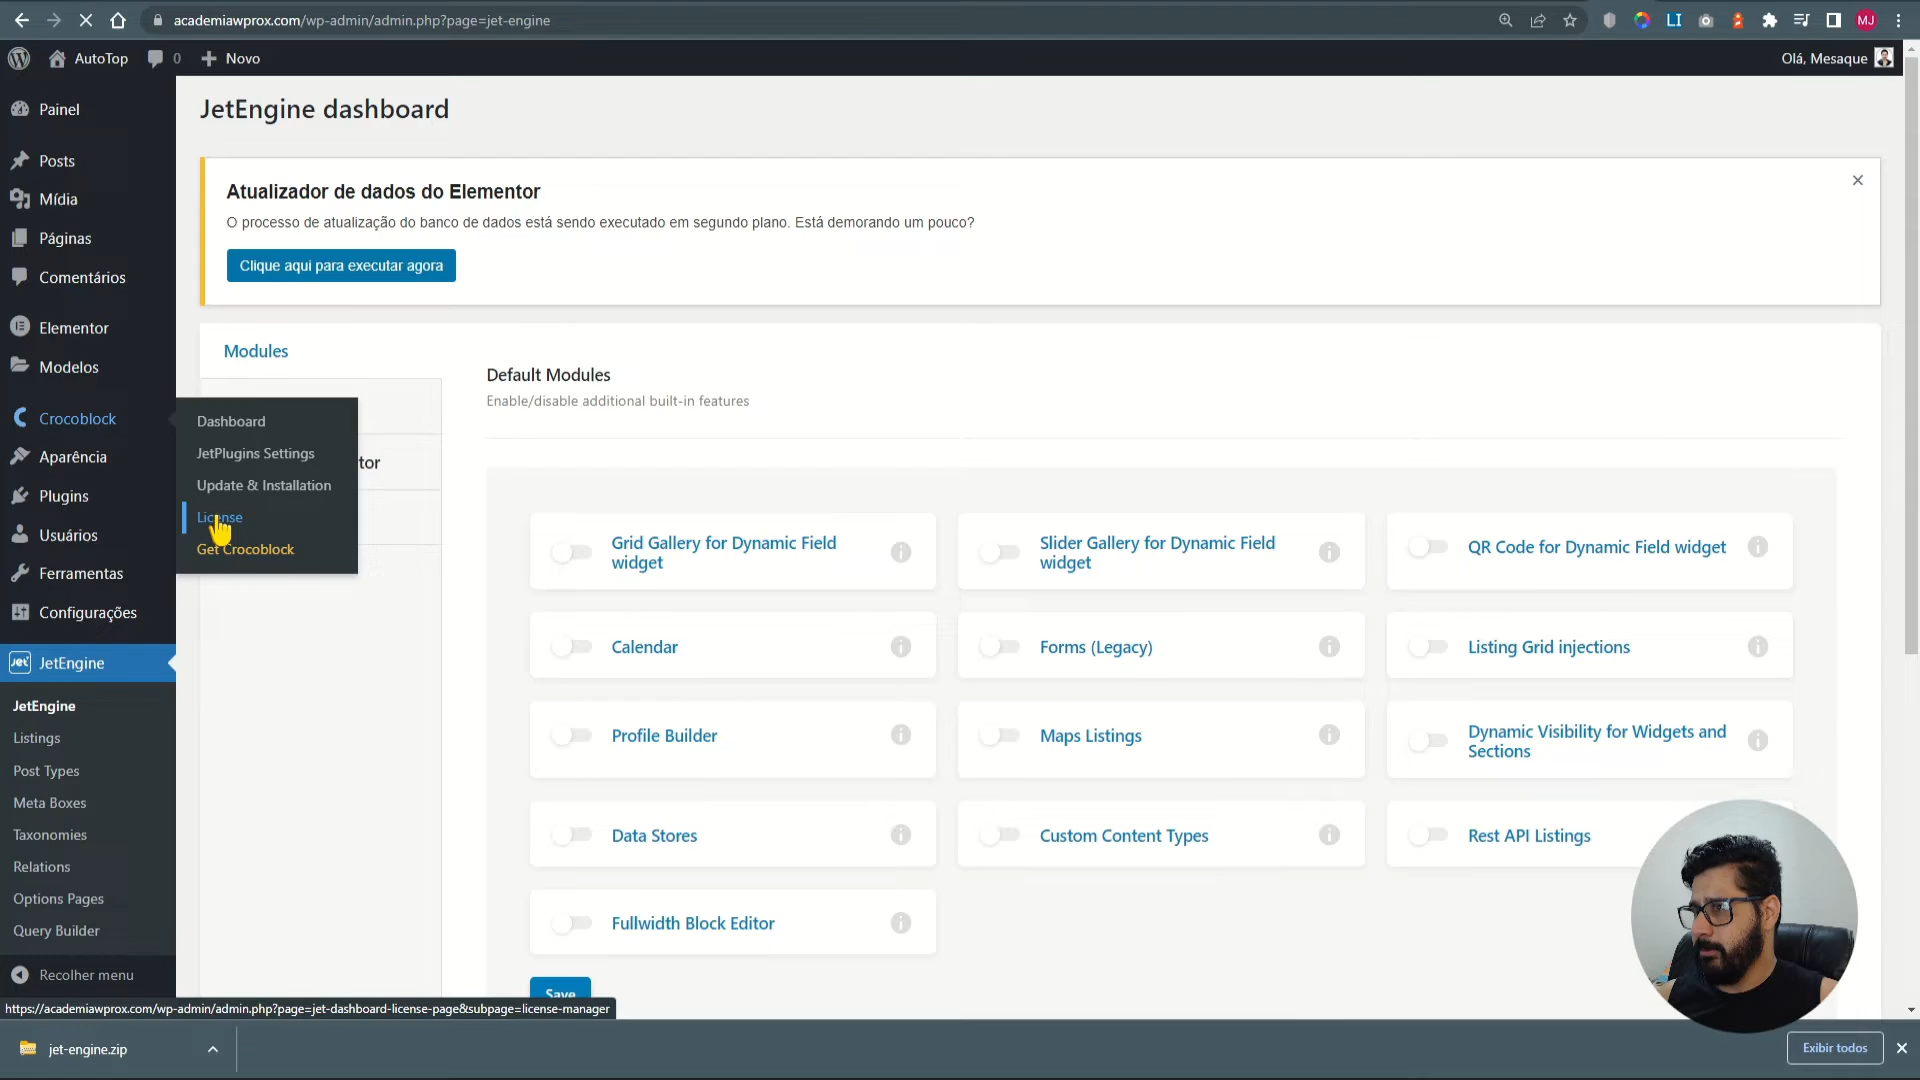 academiawprox.com/wp-admin/admin.php?page=jet-engine
LI
MJ
AutoTop
0
Novo
Olá, Mesaque
Painel
Posts
Mídia
Páginas
Comentários
Elementor
Modelos
Crocoblock
Aparência
Plugins
Usuários
Ferramentas
Configurações
JetEngine
JetEngine
Listings
Post Types
Meta Boxes
Taxonomies
Relations
Options Pages
Query Builder
Recolher menu
Dashboard
JetPlugins Settings
Update & Installation
License
Get Crocoblock
JetEngine dashboard
Atualizador de dados do Elementor
O processo de atualização do banco de dados está sendo executado em segundo plano. Está demorando um pouco?
Clique aqui para executar agora
Modules
tor
Default Modules
Enable/disable additional built-in features
Grid Gallery for Dynamic Field
widget
Slider Gallery for Dynamic Field
widget
QR Code for Dynamic Field widget
Calendar
Forms (Legacy)
Listing Grid injections
Profile Builder
Maps Listings
Dynamic Visibility for Widgets and
Sections
Data Stores
Custom Content Types
Rest API Listings
Fullwidth Block Editor
Save
https://academiawprox.com/wp-admin/admin.php?page=jet-dashboard-license-page&subpage=license-manager
jet-engine.zip
Exibir todos